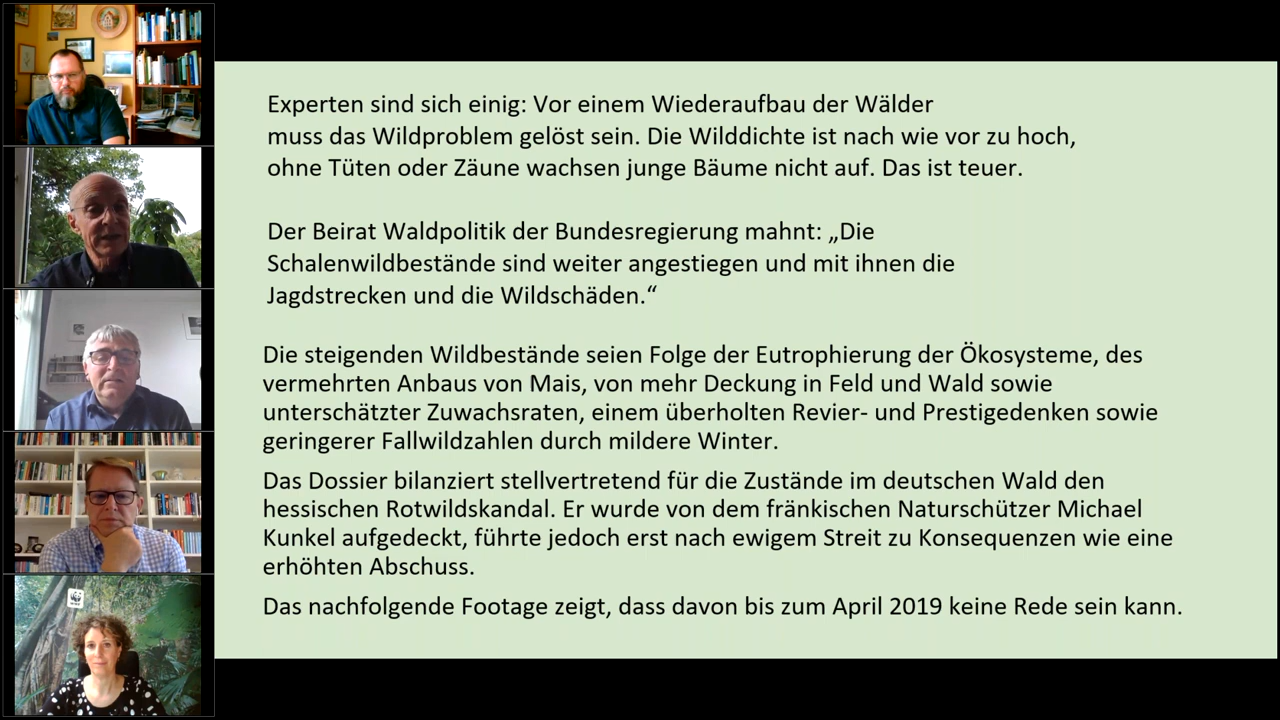 Experten sind sich einig: Vor einem Wiederaufbau der Wälder
muss das Wildproblem gelöst sein. Die Wilddichte ist nach wie vor zu hoch,
ohne Tüten oder Zäune wachsen junge Bäume nicht auf. Das ist teuer.
Der Beirat Waldpolitik der Bundesregierung mahnt: „Die
Schalenwildbestände sind weiter angestiegen und mit ihnen die
Jagdstrecken und die Wildschäden.“
Die steigenden Wildbestände seien Folge der Eutrophierung der Ökosysteme, des
vermehrten Anbaus von Mais, von mehr Deckung in Feld und Wald sowie
unterschätzter Zuwachsraten, einem überholten Revier- und Prestigedenken sowie
geringerer Fallwildzahlen durch mildere Winter.
Das Dossier bilanziert stellvertretend für die Zustände im deutschen Wald den
hessischen Rotwildskandal. Er wurde von dem fränkischen Naturschützer Michael
Kunkel aufgedeckt, führte jedoch erst nach ewigem Streit zu Konsequenzen wie eine
erhöhten Abschuss.
Das nachfolgende Footage zeigt, dass davon bis zum April 2019 keine Rede sein kann.